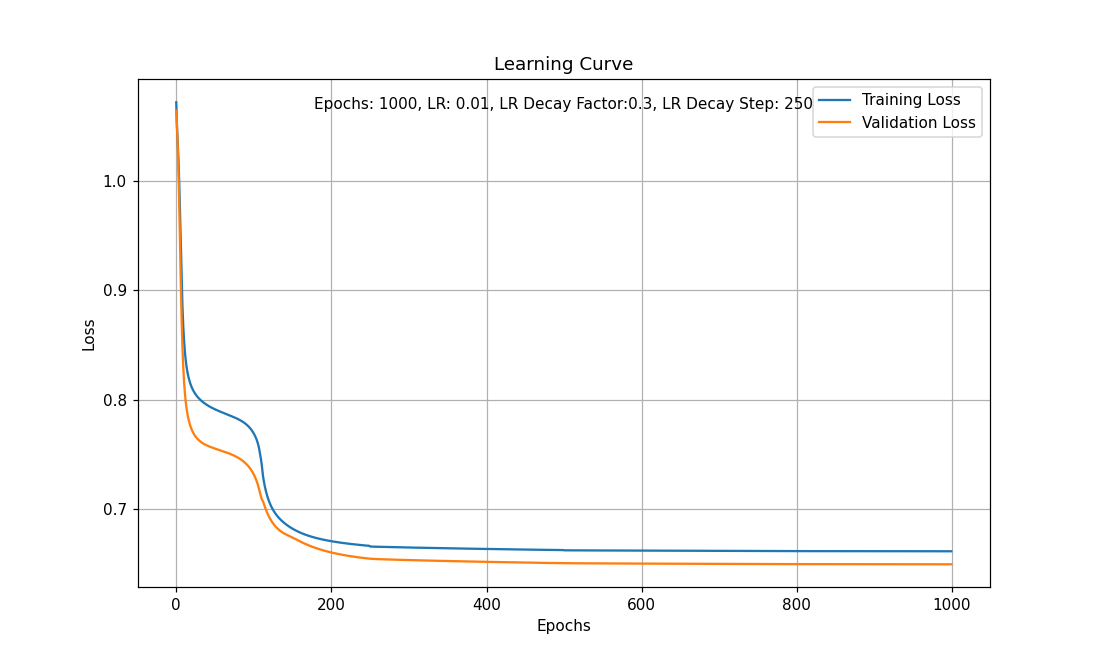 Learning Curve
Epochs: 1000, LR: 0.01, LR Decay Factor:0.3, LR Decay Step: 250
Training Loss
Validation Loss
1.0
0.9
0.8
0.7
Loss
0
200
400
600
800
1000
Epochs